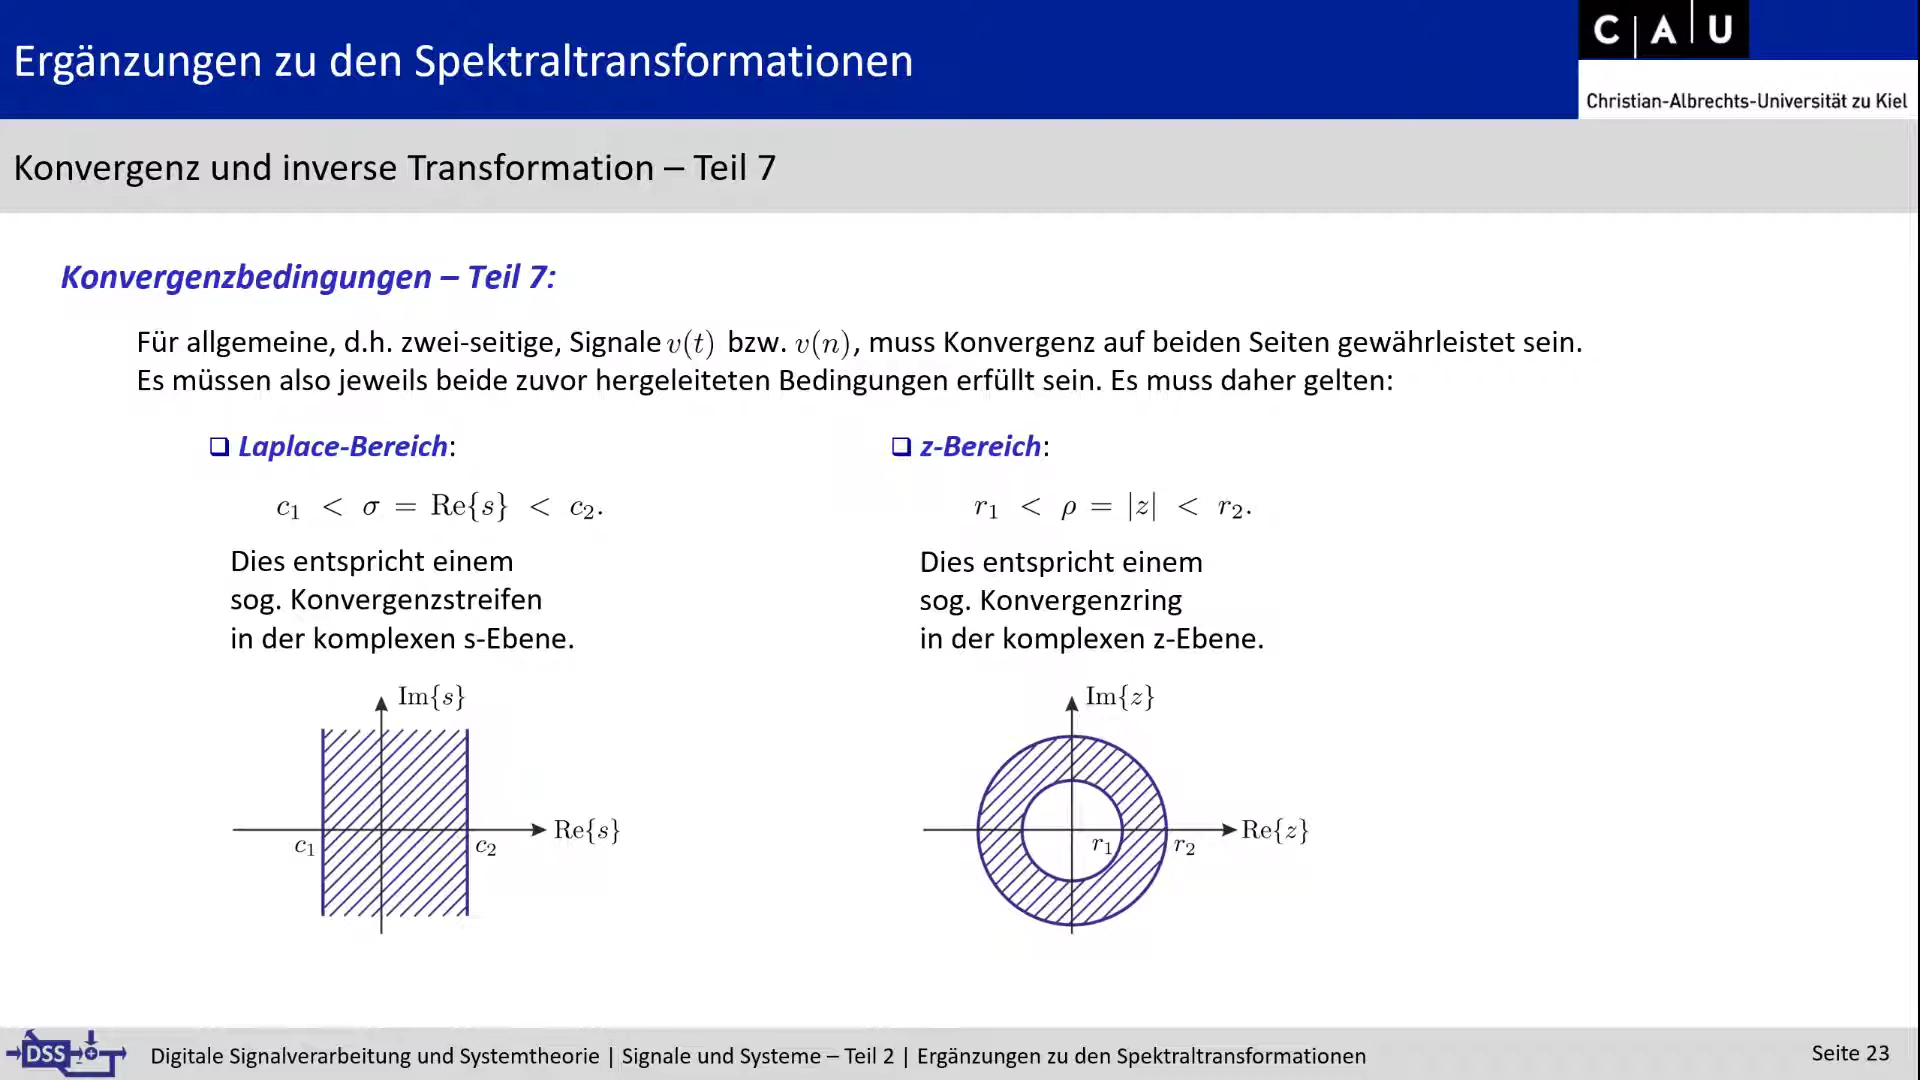 Ergänzungen zu den Spektraltransformationen
C | A | U
Christian-Albrechts-Universität zu Kiel
Konvergenz und inverse Transformation – Teil 7
Konvergenzbedingungen – Teil 7:
Für allgemeine, d.h. zwei-seitige, Signale v(t) bzw. v(n), muss Konvergenz auf beiden Seiten gewährleistet sein.
Es müssen also jeweils beide zuvor hergeleiteten Bedingungen erfüllt sein. Es muss daher gelten:
❑ Laplace-Bereich:
c₁ < σ = Re{s} < c₂.
Dies entspricht einem
sog. Konvergenzstreifen
in der komplexen s-Ebene.
Im{s}
Re{s}
c₁
c₂
❑ z-Bereich:
r₁ < ρ = |z| < r₂.
Dies entspricht einem
sog. Konvergenzring
in der komplexen z-Ebene.
Im{z}
Re{z}
r₁
r₂
DSS
Digitale Signalverarbeitung und Systemtheorie | Signale und Systeme – Teil 2 | Ergänzungen zu den Spektraltransformationen
Seite 23